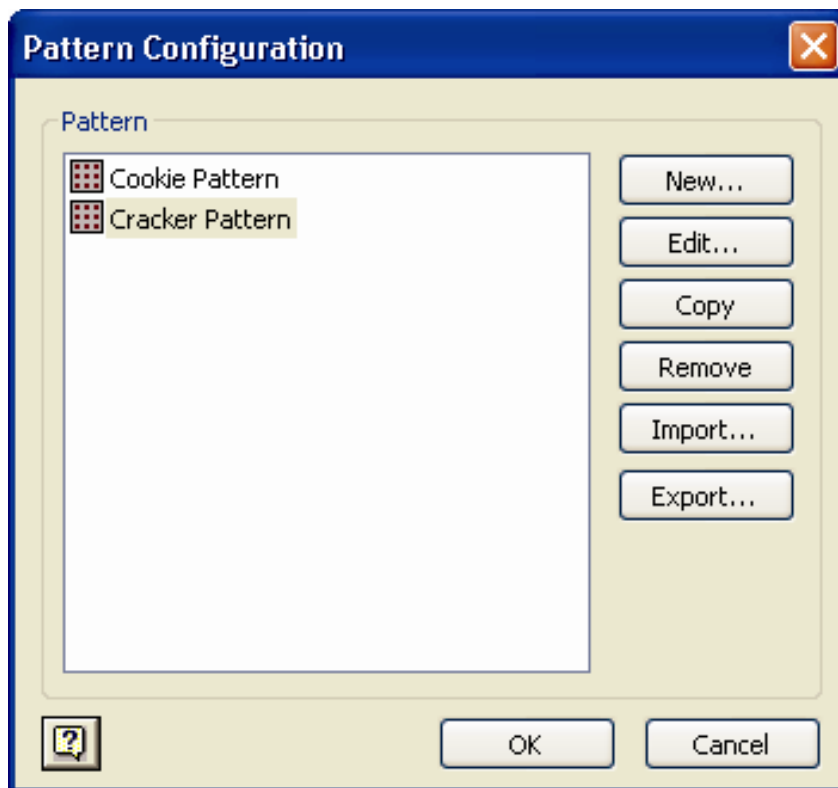 Pattern Configuration
Pattern
Cookie Pattern
Cracker Pattern
New...
Edit...
Copy
Remove
Import...
Export...
?
OK
Cancel